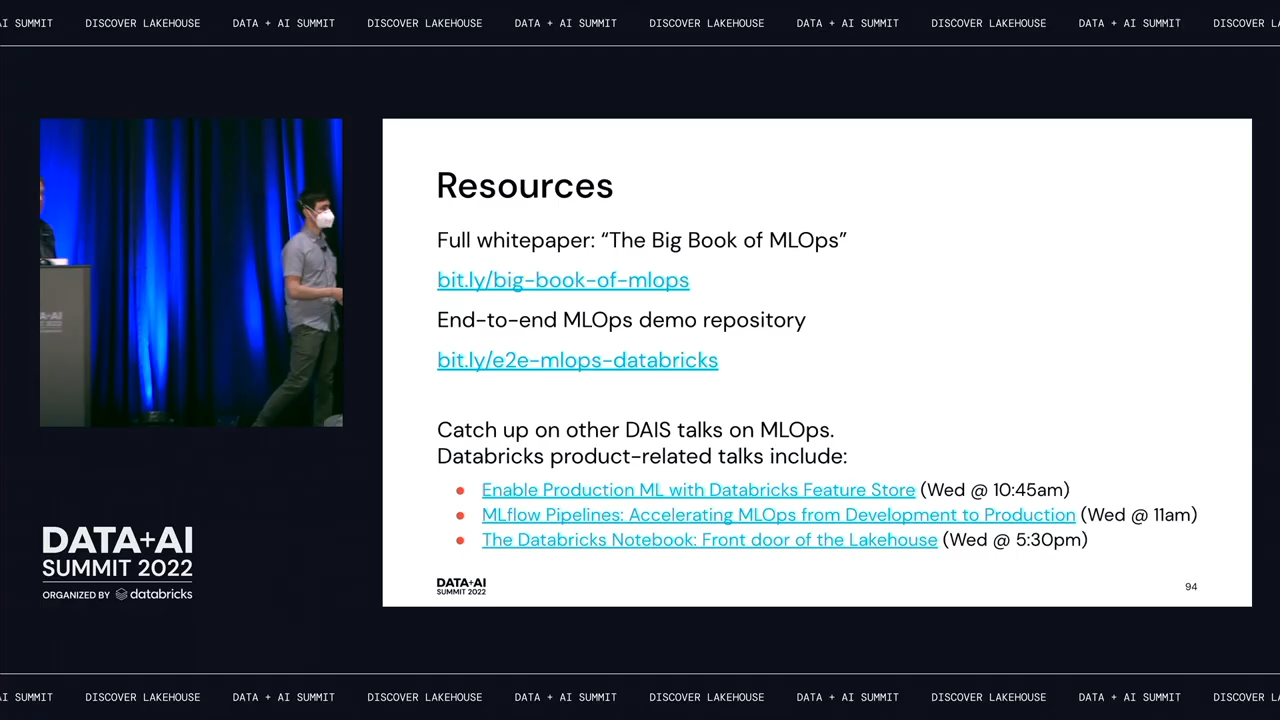 AI SUMMIT DISCOVER LAKEHOUSE DATA + AI SUMMIT DISCOVER LAKEHOUSE DATA + AI SUMMIT DISCOVER LAKEHOUSE DATA + AI SUMMIT DISCOVER LAKEHOUSE DATA + AI SUMMIT DISCOVER
Resources
Full whitepaper: “The Big Book of MLOps”
bit.ly/big-book-of-mlops
End-to-end MLOps demo repository
bit.ly/e2e-mlops-databricks
Catch up on other DAIS talks on MLOps.
Databricks product-related talks include:
• Enable Production ML with Databricks Feature Store (Wed @ 10:45am)
• MLflow Pipelines: Accelerating MLOps from Development to Production (Wed @ 11am)
• The Databricks Notebook: Front door of the Lakehouse (Wed @ 5:30pm)
DATA+AI
SUMMIT 2022
94
DATA+AI
SUMMIT 2022
ORGANIZED BY databricks
AI SUMMIT DISCOVER LAKEHOUSE DATA + AI SUMMIT DISCOVER LAKEHOUSE DATA + AI SUMMIT DISCOVER LAKEHOUSE DATA + AI SUMMIT DISCOVER LAKEHOUSE DATA + AI SUMMIT DISCOVER